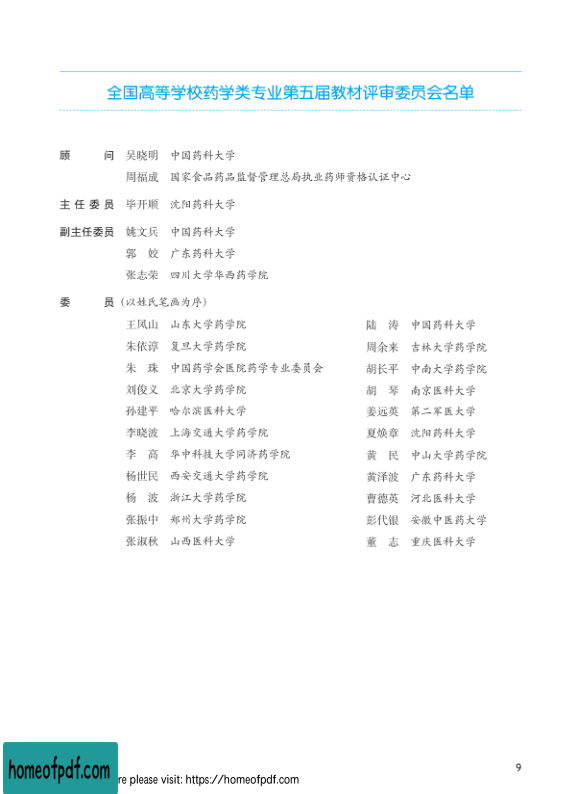 全国高等学校药学类专业第五届教材评审委员会名单
顾 问 吴晓明 中国药科大学
周福成 国家食品药品监督管理总局执业药师资格认证中心
主任委员 毕开顺 沈阳药科大学
副主任委员 姚文兵 中国药科大学
郭 姣 广东药科大学
张志荣 四川大学华西药学院
委 员 (以姓氏笔画为序)
王凤山 山东大学药学院 陆 涛 中国药科大学
朱依谆 复旦大学药学院 周余来 吉林大学药学院
朱 珠 中国药学会医院药学专业委员会 胡长平 中南大学药学院
刘俊义 北京大学药学院 胡 琴 南京医科大学
孙建平 哈尔滨医科大学 姜远英 第二军医大学
李晓波 上海交通大学药学院 夏焕章 沈阳药科大学
李 高 华中科技大学同济药学院 黄 民 中山大学药学院
杨世民 西安交通大学药学院 黄泽波 广东药科大学
杨 波 浙江大学药学院 曹德英 河北医科大学
张振中 郑州大学药学院 彭代银 安徽中医药大学
张淑秋 山西医科大学 董 志 重庆医科大学
9
homeofpdf.com re please visit: https://homeofpdf.com